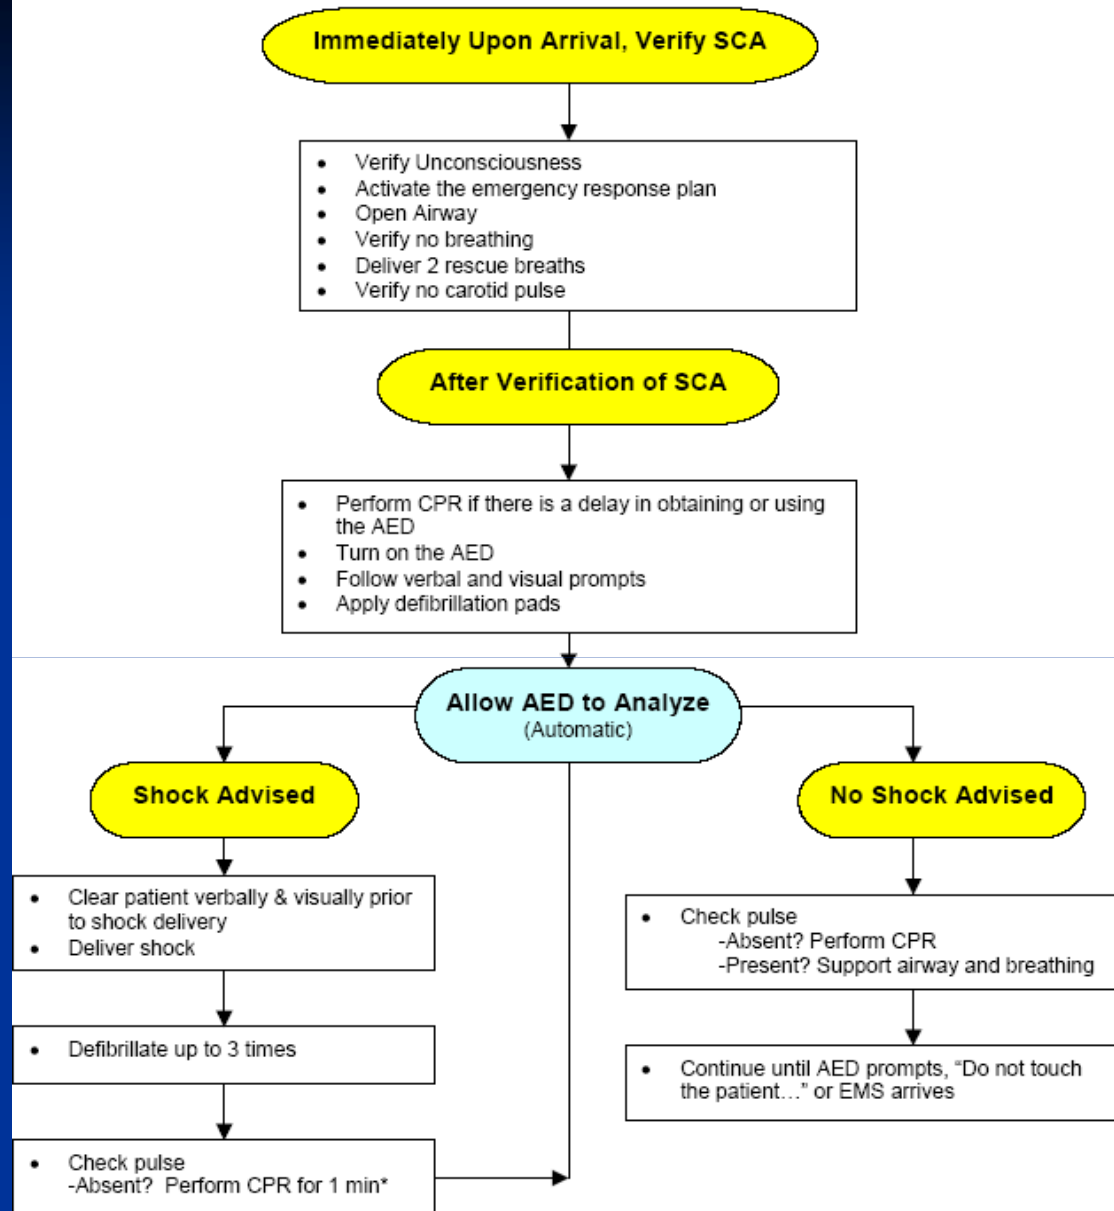 Immediately Upon Arrival, Verify SCA
• Verify Unconsciousness
• Activate the emergency response plan
• Open Airway
• Verify no breathing
• Deliver 2 rescue breaths
• Verify no carotid pulse
After Verification of SCA
• Perform CPR if there is a delay in obtaining or using
the AED
• Turn on the AED
• Follow verbal and visual prompts
• Apply defibrillation pads
Allow AED to Analyze
(Automatic)
Shock Advised
• Clear patient verbally & visually prior
to shock delivery
• Deliver shock
• Defibrillate up to 3 times
• Check pulse
-Absent? Perform CPR for 1 min*
No Shock Advised
• Check pulse
-Absent? Perform CPR
-Present? Support airway and breathing
• Continue until AED prompts, “Do not touch
the patient…” or EMS arrives